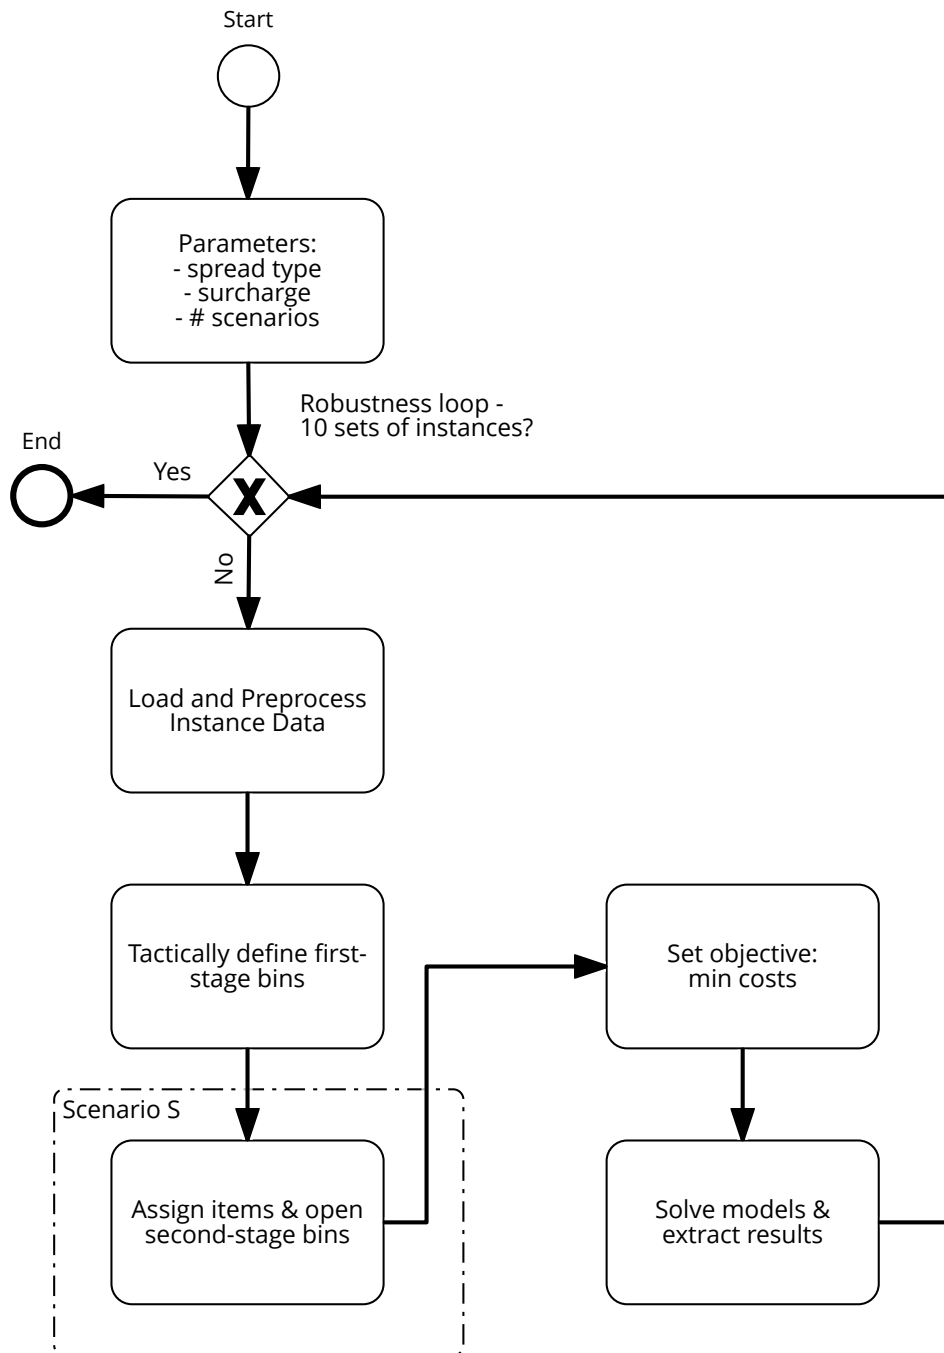 Start
Parameters:
- spread type
- surcharge
- # scenarios
Robustness loop -
10 sets of instances?
End
Yes
X
No
Load and Preprocess
Instance Data
Tactically define first-
stage bins
Set objective:
min costs
Scenario S
Assign items & open
second-stage bins
Solve models &
extract results